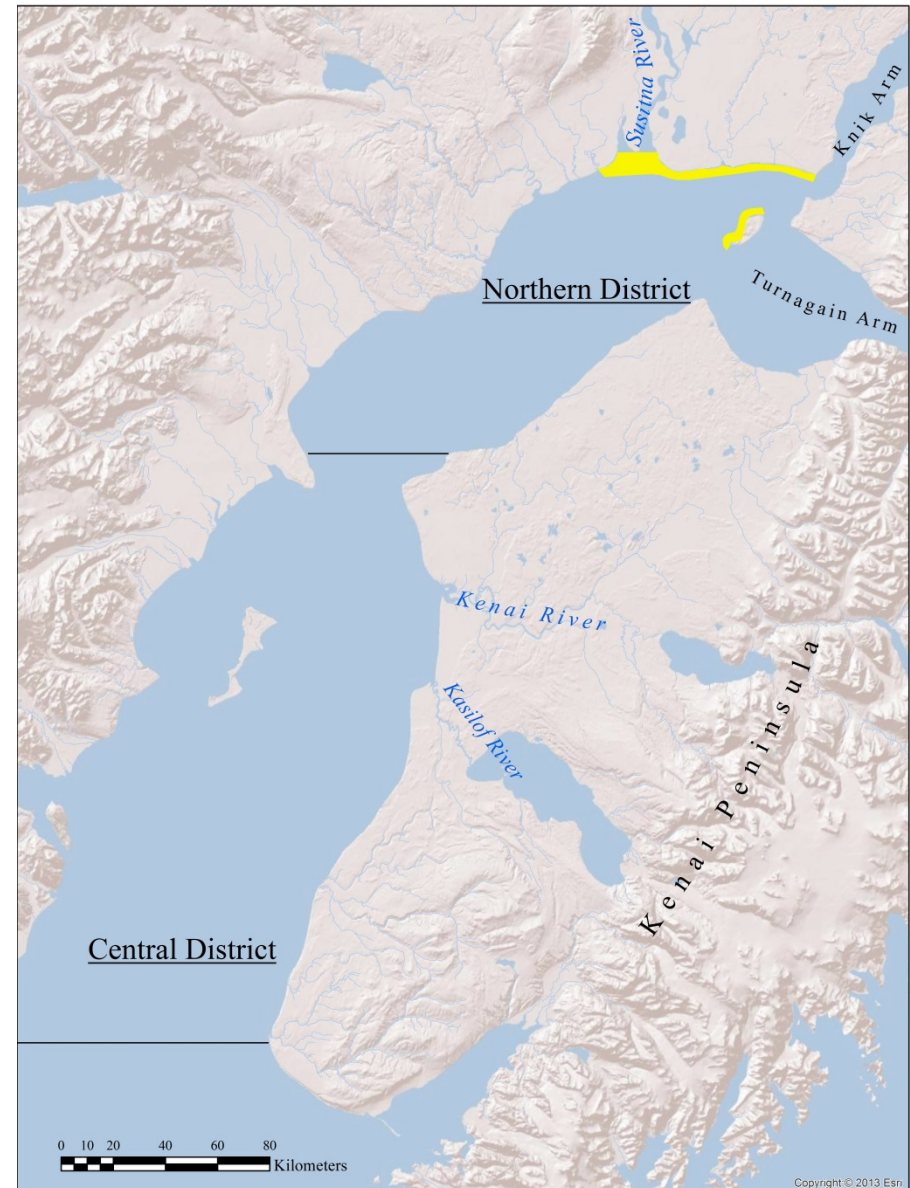 Susitna River
Knik Arm
Northern District
Turnagain Arm
Kenai River
Kasilof River
Kenai Peninsula
Central District
0 10 20 40 60 80
Kilometers
Copyright:© 2013 Esri